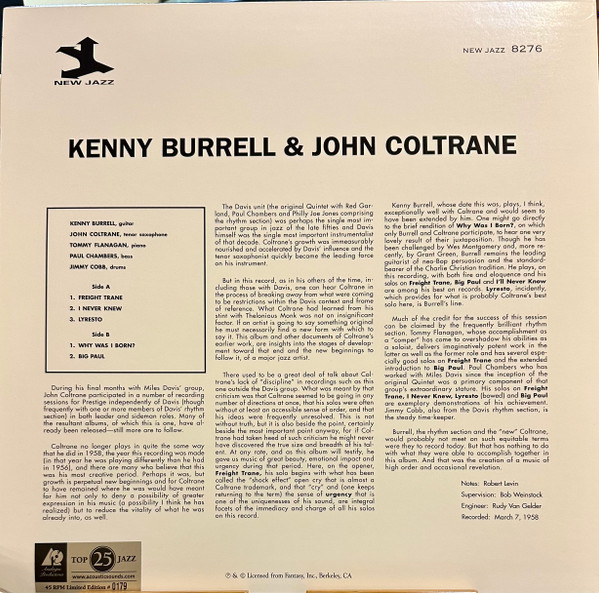 NEW JAZZ
NEW JAZZ 8276
KENNY BURRELL & JOHN COLTRANE
KENNY BURRELL, guitar
JOHN COLTRANE, tenor saxophone
TOMMY FLANAGAN, piano
PAUL CHAMBERS, bass
JIMMY COBB, drums
Side A
1. FREIGHT TRANE
2. I NEVER KNEW
3. LYRESTO
Side B
1. WHY WAS I BORN?
2. BIG PAUL
During his final months with Miles Davis' group,
John Coltrane participated in a number of recording
sessions for Prestige independently of Davis (though
frequently with one or more members of Davis' rhythm
section) in both leader and sideman roles. Many of
the resultant albums, of which this is one, have al-
ready been released—still more are to follow.
Coltrane no longer plays in quite the same way
that he did in 1958, the year this recording was made
(in that year he was playing differently than he had
in 1956), and there are many who believe that this
was his most creative period. Perhaps it was, but
growth is perpetual new beginnings and for Coltrane
to have remained where he was would have meant
for him not only to deny a possibility of greater
expression in his music (a possibility I think he has
realized) but to reduce the vitality of what he was
already into, as well.
The Davis unit (the original Quintet with Red Gar-
land, Paul Chambers and Philly Joe Jones comprising
the rhythm section) was perhaps the single most im-
portant group in jazz of the late fifties and Davis
himself was the single most important instrumentalist
of that decade. Coltrane's growth was immeasurably
nourished and accelerated by Davis' influence and the
tenor saxophonist quickly became the leading force
on his instrument.
But in this record, as in his others of the time, in-
cluding those with Davis, one can hear Coltrane in
the process of breaking away from what were coming
to be restrictions within the Davis context and frame
of reference. What Coltrane had learned from his
stint with Thelonious Monk was not an insignificant
factor. If an artist is going to say something original
he must necessarily find a new form with which to
say it. This album and other documents of Coltrane's
earlier work, are insights into the stages of devel-
opment toward that end and the new beginnings to
follow it, of a major jazz artist.
There used to be a great deal of talk about Col-
trane's lack of "discipline" in recordings such as this
one outside the Davis group. What was meant by that
criticism was that Coltrane seemed to be going in any
number of directions at once, that his solos were often
without at least an accessible sense of order, and that
his ideas were frequently unresolved. This is not
without truth, but it is also beside the point, certainly
beside the most important point anyway, for if Col-
trane had taken heed of such criticism he might never
have discovered the true size and breadth of his tal-
ent. At any rate, and as this album will testify, he
gave us music of great beauty, emotional impact and
urgency during that period. Here, on the opener,
Freight Trane, his solo begins with what has been
called the "shock effect" open cry that is almost a
Coltrane trademark, and that "cry" (and one keeps
returning to the term) the sense of urgency that is
one of the uniquenesses of his sound, are integral
facets of the immediacy and charge of all his solos
on this record.
Kenny Burrell, whose date this was, plays, I think,
exceptionally well with Coltrane and would seem to
have been extended by him. One might go directly
to the brief rendition of Why Was I Born?, on which
only Burrell and Coltrane participate, to hear one very
lovely result of their juxtaposition. Though he has
been challenged by Wes Montgomery and, more re-
cently, by Grant Green, Burrell remains the leading
guitarist of neo-Bop persuasion and the standard-
bearer of the Charlie Christian tradition. He plays, on
this recording, with both fire and eloquence and his
solos on Freight Trane, Big Paul and I'll Never Know
are among his best on records. Lyresto, incidently,
which provides for what is probably Coltrane's best
solo here, is Burrell's line.
Much of the credit for the success of this session
can be claimed by the frequently brilliant rhythm
section. Tommy Flanagan, whose accomplishment as
a "comper" has come to overshadow his abilities as
a soloist, delivers imaginatively potent work in the
latter as well as the former role and has several espe-
cially good solos on Freight Trane and the extended
introduction to Big Paul. Paul Chambers who has
worked with Miles Davis since the inception of the
original Quintet was a primary component of that
group's extraordinary stature. His solos on Freight
Trane, I Never Knew, Lyresto (bowed) and Big Paul
are exemplory demonstrations of his achievement.
Jimmy Cobb, also from the Davis rhythm section, is
the steady time keeper.
Burrell, the rhythm section and the "new" Coltrane,
would probably not meet on such equitable terms
were they to record today. But that has nothing to do
with what they were able to accomplish together in
this album. And that was the creation of a music of
high order and occasional revelation.
Notes: Robert Levin
Supervision: Bob Weinstock
Engineer: Rudy Van Gelder
Recorded: March 7, 1958
AP
Analogue
Productions
TOP 25 JAZZ
www.acousticsounds.com
45 RPM Limited Edition # 0179
℗ & © Licensed from Fantasy, Inc., Berkeley, CA